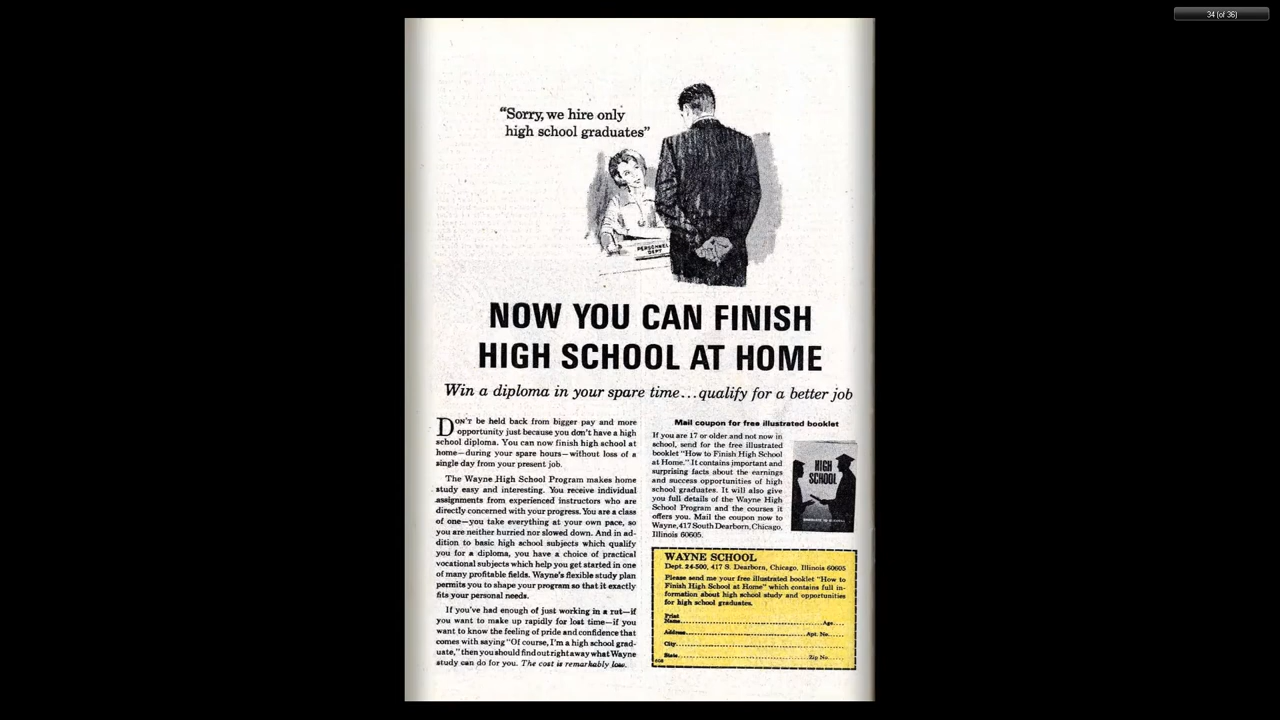 34 (of 36)
“Sorry, we hire only
high school graduates”
PERSONNEL
DEPT
NOW YOU CAN FINISH
HIGH SCHOOL AT HOME
Win a diploma in your spare time...qualify for a better job
DON'T be held back from bigger pay and more
opportunity just because you don't have a high
school diploma. You can now finish high school at
home—during your spare hours—without loss of a
single day from your present job.
The Wayne High School Program makes home
study easy and interesting. You receive individual
assignments from experienced instructors who are
directly concerned with your progress. You are a class
of one—you take everything at your own pace, so
you are neither hurried nor slowed down. And in ad-
dition to basic high school subjects which qualify
you for a diploma, you have a choice of practical
vocational subjects which help you get started in one
of many profitable fields. Wayne's flexible study plan
permits you to shape your program so that it exactly
fits your personal needs.
If you've had enough of just working in a rut—if
you want to make up rapidly for lost time—if you
want to know the feeling of pride and confidence that
comes with saying "Of course, I'm a high school grad-
uate," then you should find out right away what Wayne
study can do for you. The cost is remarkably low.
Mail coupon for free illustrated booklet
If you are 17 or older and not now in
school, send for the free illustrated
booklet "How to Finish High School
at Home." It contains important and
surprising facts about the earnings
and success opportunities of high
school graduates. It will also give
you full details of the Wayne High
School Program and the courses it
offers you. Mail the coupon now to
Wayne, 417 South Dearborn, Chicago,
Illinois 60605.
HIGH
SCHOOL
WAYNE SCHOOL
Dept. 24-500, 417 S. Dearborn, Chicago, Illinois 60605
Please send me your free illustrated booklet "How to
Finish High School at Home" which contains full in-
formation about high school study and opportunities
for high school graduates.
Print
Name Age
Address Apt. No.
City
State Zip No.